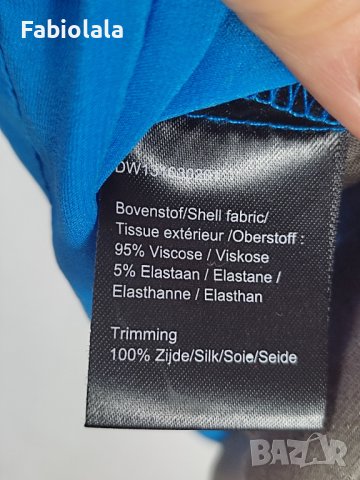 Fabiolala
Bovenstof/Shell fabric/
Tissue extérieur /Oberstoff :
95% Viscose / Viskose
5% Elastaan / Elastane /
Elasthanne / Elasthan
Trimming
100% Zijde/Silk/Soie/Seide
BAZAR